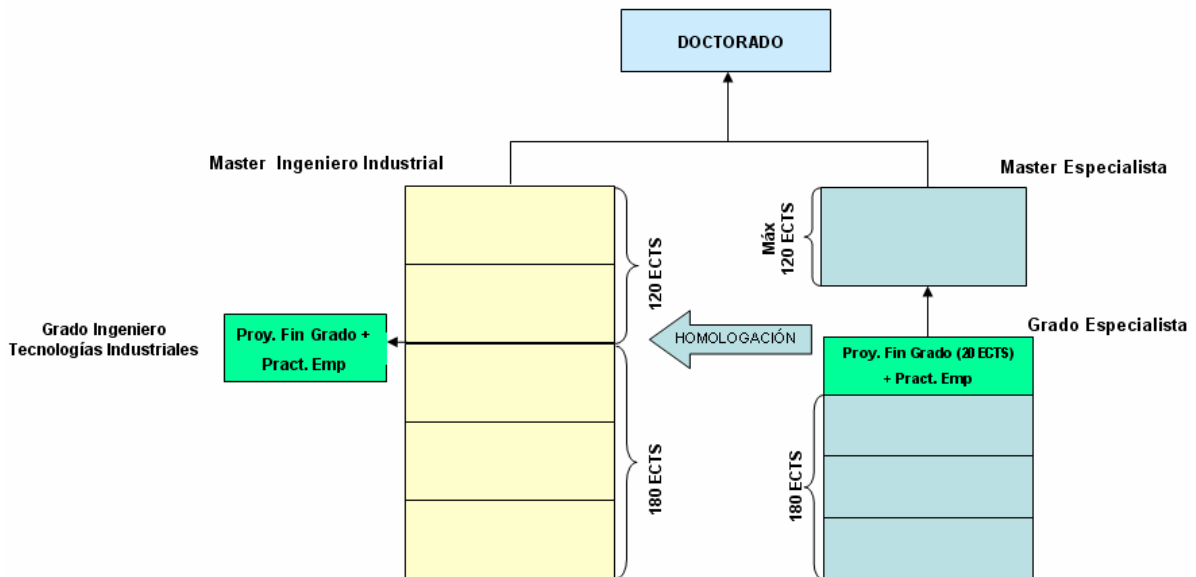 DOCTORADO
Master Ingeniero Industrial
Master Especialista
120 ECTS
Máx
120 ECTS
Grado Ingeniero
Tecnologías Industriales
Proy. Fin Grado +
Pract. Emp
HOMOLOGACIÓN
Grado Especialista
Proy. Fin Grado (20 ECTS)
+ Pract. Emp
180 ECTS
180 ECTS